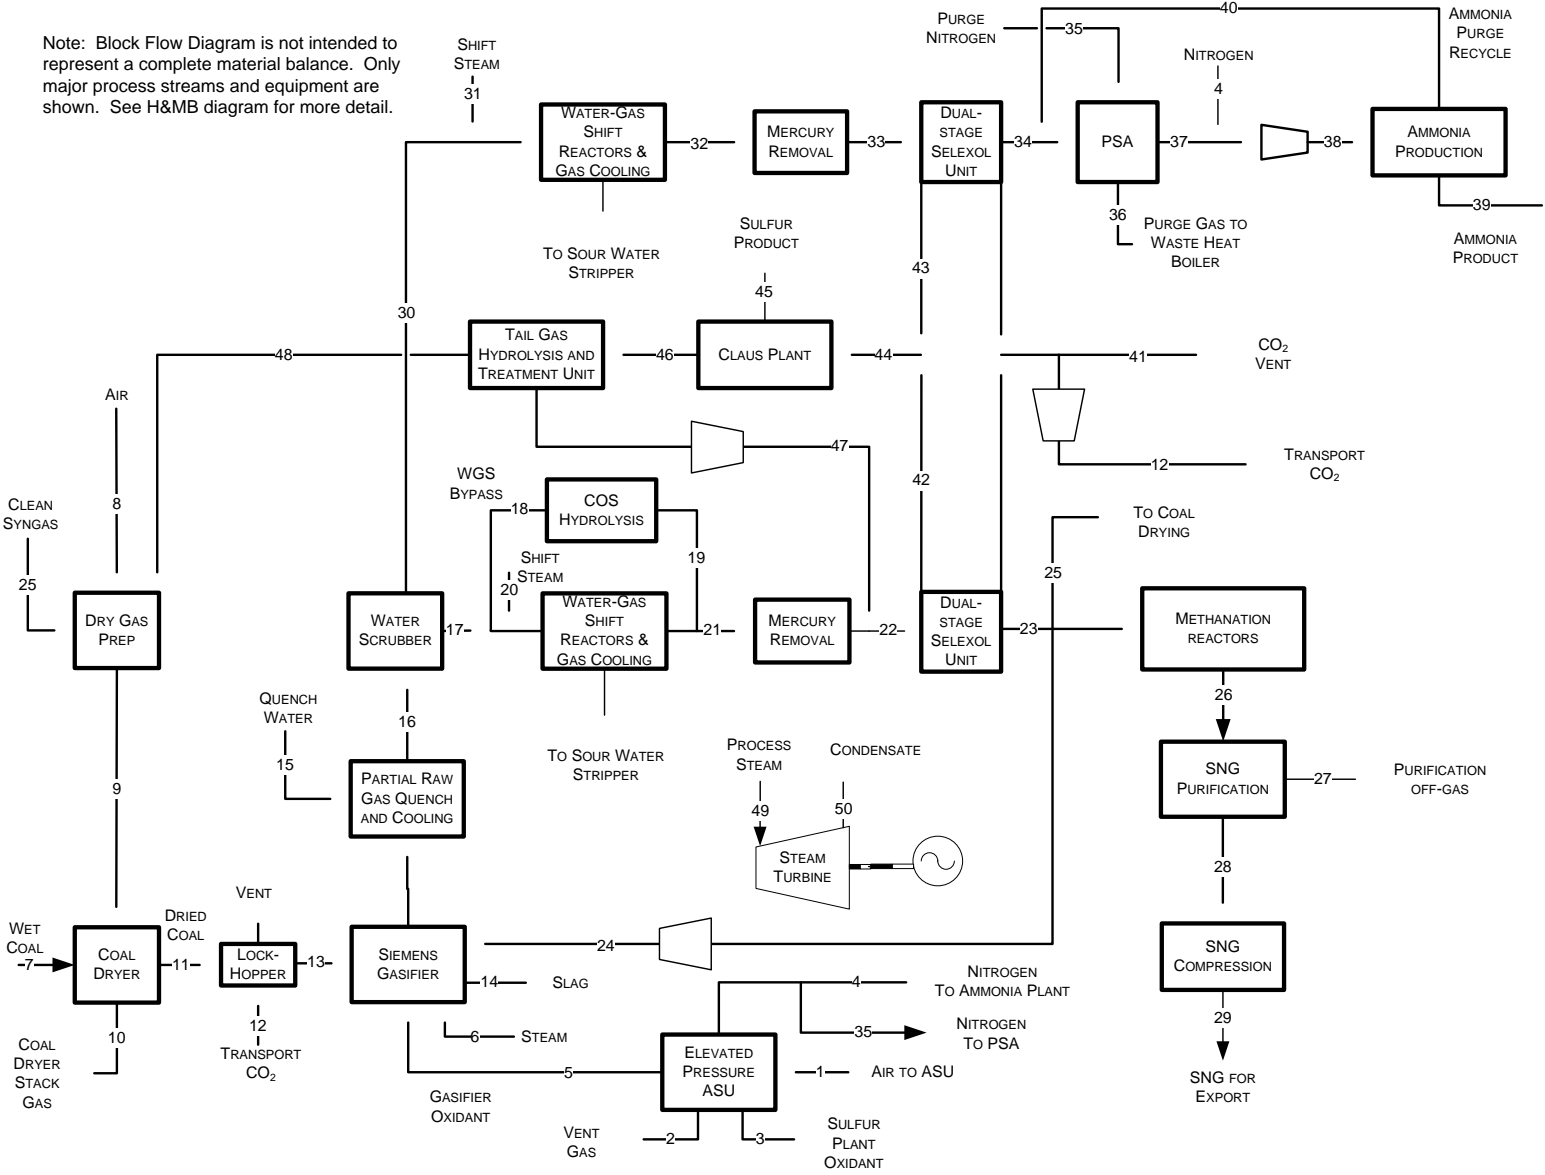 Note: Block Flow Diagram is not intended to
represent a complete material balance. Only
major process streams and equipment are
shown. See H&MB diagram for more detail.
SHIFT
STEAM
31
WATER-GAS
SHIFT
REACTORS &
GAS COOLING
32
MERCURY
REMOVAL
33
DUAL-
STAGE
SELEXOL
UNIT
34
PURGE
NITROGEN
35
40
AMMONIA
PURGE
RECYCLE
NITROGEN
4
PSA
37
38
AMMONIA
PRODUCTION
36
PURGE GAS TO
WASTE HEAT
BOILER
39
AMMONIA
PRODUCT
TO SOUR WATER
STRIPPER
SULFUR
PRODUCT
45
43
30
48
TAIL GAS
HYDROLYSIS AND
TREATMENT UNIT
46
CLAUS PLANT
44
41
CO2
VENT
AIR
8
47
12
TRANSPORT
CO2
42
WGS
BYPASS
18
COS
HYDROLYSIS
19
CLEAN
SYNGAS
25
TO COAL
DRYING
25
SHIFT
STEAM
20
DRY GAS
PREP
WATER
SCRUBBER
17
WATER-GAS
SHIFT
REACTORS &
GAS COOLING
21
MERCURY
REMOVAL
22
DUAL-
STAGE
SELEXOL
UNIT
23
METHANATION
REACTORS
26
QUENCH
WATER
15
16
TO SOUR WATER
STRIPPER
PROCESS
STEAM
49
CONDENSATE
50
SNG
PURIFICATION
27
PURIFICATION
OFF-GAS
9
PARTIAL RAW
GAS QUENCH
AND COOLING
STEAM
TURBINE
28
VENT
WET
COAL
7
COAL
DRYER
DRIED
COAL
11
LOCK-
HOPPER
13
SIEMENS
GASIFIER
24
SNG
COMPRESSION
14
SLAG
4
NITROGEN
TO AMMONIA PLANT
10
12
TRANSPORT
CO2
6
STEAM
35
NITROGEN
TO PSA
29
COAL
DRYER
STACK
GAS
5
ELEVATED
PRESSURE
ASU
1
AIR TO ASU
SNG FOR
EXPORT
GASIFIER
OXIDANT
VENT
GAS
2
3
SULFUR
PLANT
OXIDANT